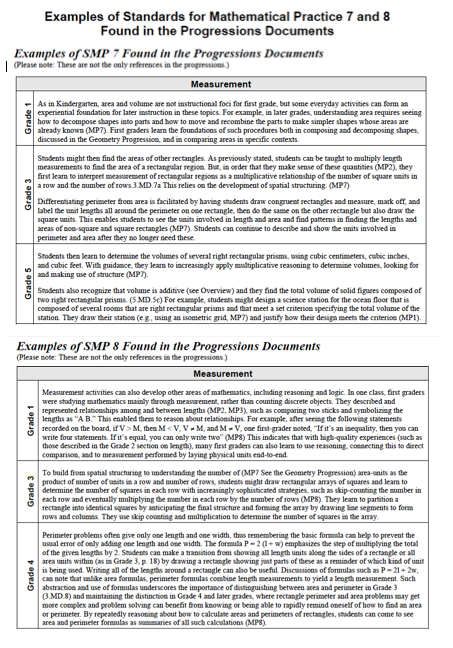 Examples of Standards for Mathematical Practice 7 and 8
Found in the Progressions Documents
Examples of SMP 7 Found in the Progressions Documents
(Please note: These are not the only references in the progressions.)
Measurement
Grade 1
As in Kindergarten, area and volume are not instructional foci for first grade, but some everyday activities can form an
experiential foundation for later instruction in these topics. For example, in later grades, understanding area requires seeing
how to decompose shapes into parts and how to move and recombine the parts to make simpler shapes whose areas are
already known (MP7). First graders learn the foundations of such procedures both in composing and decomposing shapes,
discussed in the Geometry Progression, and in comparing areas in specific contexts.
Grade 3
Students might then find the areas of other rectangles. As previously stated, students can be taught to multiply length
measurements to find the area of a rectangular region. But, in order that they make sense of these quantities (MP2), they
first learn to interpret measurement of rectangular regions as a multiplicative relationship of the number of square units in
a row and the number of rows.3.MD.7a This relies on the development of spatial structuring. (MP7)
Differentiating perimeter from area is facilitated by having students draw congruent rectangles and measure, mark off, and
label the unit lengths all around the perimeter on one rectangle, then do the same on the other rectangle but also draw the
square units. This enables students to see the units involved in length and area and find patterns in finding the lengths and
areas of non-square and square rectangles (MP7). Students can continue to describe and show the units involved in
perimeter and area after they no longer need these.
Grade 5
Students then learn to determine the volumes of several right rectangular prisms, using cubic centimeters, cubic inches,
and cubic feet. With guidance, they learn to increasingly apply multiplicative reasoning to determine volumes, looking for
and making use of structure (MP7).
Students also recognize that volume is additive (see Overview) and they find the total volume of solid figures composed of
two right rectangular prisms. (5.MD.5c) For example, students might design a science station for the ocean floor that is
composed of several rooms that are right rectangular prisms and that meet a set criterion specifying the total volume of the
station. They draw their station (e.g., using an isometric grid, MP7) and justify how their design meets the criterion (MP1).
Examples of SMP 8 Found in the Progressions Documents
(Please note: These are not the only references in the progressions.)
Measurement
Grade 1
Measurement activities can also develop other areas of mathematics, including reasoning and logic. In one class, first graders
were studying mathematics mainly through measurement, rather than counting discrete objects. They described and
represented relationships among and between lengths (MP2, MP3), such as comparing two sticks and symbolizing the
lengths as “A B.” This enabled them to reason about relationships. For example, after seeing the following statements
recorded on the board, if V > M, then M < V, V ≠ M, and M ≠ V, one first-grader noted, “If it's an inequality, then you can
write four statements. If it's equal, you can only write two” (MP8) This indicates that with high-quality experiences (such as
those described in the Grade 2 section on length), many first graders can also learn to use reasoning, connecting this to direct
comparison, and to measurement performed by laying physical units end-to-end.
Grade 3
To build from spatial structuring to understanding the number of (MP7 See the Geometry Progression) area-units as the
product of number of units in a row and number of rows, students might draw rectangular arrays of squares and learn to
determine the number of squares in each row with increasingly sophisticated strategies, such as skip-counting the number in
each row and eventually multiplying the number in each row by the number of rows (MP8). They learn to partition a
rectangle into identical squares by anticipating the final structure and forming the array by drawing line segments to form
rows and columns. They use skip counting and multiplication to determine the number of squares in the array.
Grade 4
Perimeter problems often give only one length and one width, thus remembering the basic formula can help to prevent the
usual error of only adding one length and one width. The formula P = 2 (l + w) emphasizes the step of multiplying the total
of the given lengths by 2. Students can make a transition from showing all length units along the sides of a rectangle or all
area units within (as in Grade 3, p. 18) by drawing a rectangle showing just parts of these as a reminder of which kind of unit
is being used. Writing all of the lengths around a rectangle can also be useful. Discussions of formulas such as P = 2l + 2w,
can note that unlike area formulas, perimeter formulas combine length measurements to yield a length measurement. Such
abstraction and use of formulas underscores the importance of distinguishing between area and perimeter in Grade 3
(3.MD.8) and maintaining the distinction in Grade 4 and later grades, where rectangle perimeter and area problems may get
more complex and problem solving can benefit from knowing or being able to rapidly remind oneself of how to find an area
or perimeter. By repeatedly reasoning about how to calculate areas and perimeters of rectangles, students can come to see
area and perimeter formulas as summaries of all such calculations (MP8).